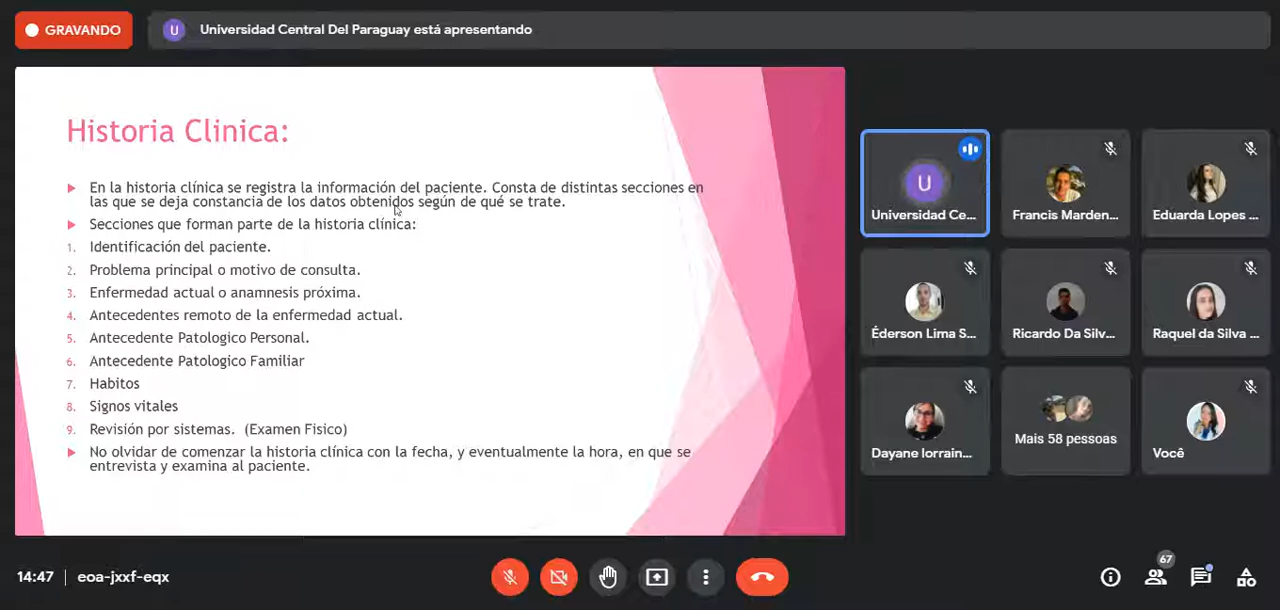 GRAVANDO
U
Universidad Central Del Paraguay está apresentando
Historia Clinica:
En la historia clínica se registra la información del paciente. Consta de distintas secciones en
las que se deja constancia de los datos obtenidos según de qué se trate.
Secciones que forman parte de la historia clínica:
1. Identificación del paciente.
2. Problema principal o motivo de consulta.
3. Enfermedad actual o anamnesis próxima.
4. Antecedentes remoto de la enfermedad actual.
5. Antecedente Patologico Personal.
6. Antecedente Patologico Familiar
7. Habitos
8. Signos vitales
9. Revisión por sistemas. (Examen Fisico)
No olvidar de comenzar la historia clínica con la fecha, y eventualmente la hora, en que se
entrevista y examina al paciente.
U
Universidad Ce...
Francis Marden...
Eduarda Lopes ...
Éderson Lima S...
Ricardo Da Silv...
Raquel da Silva ...
Dayane lorrain...
Mais 58 pessoas
Você
14:47 | eoa-jxxf-eqx
67